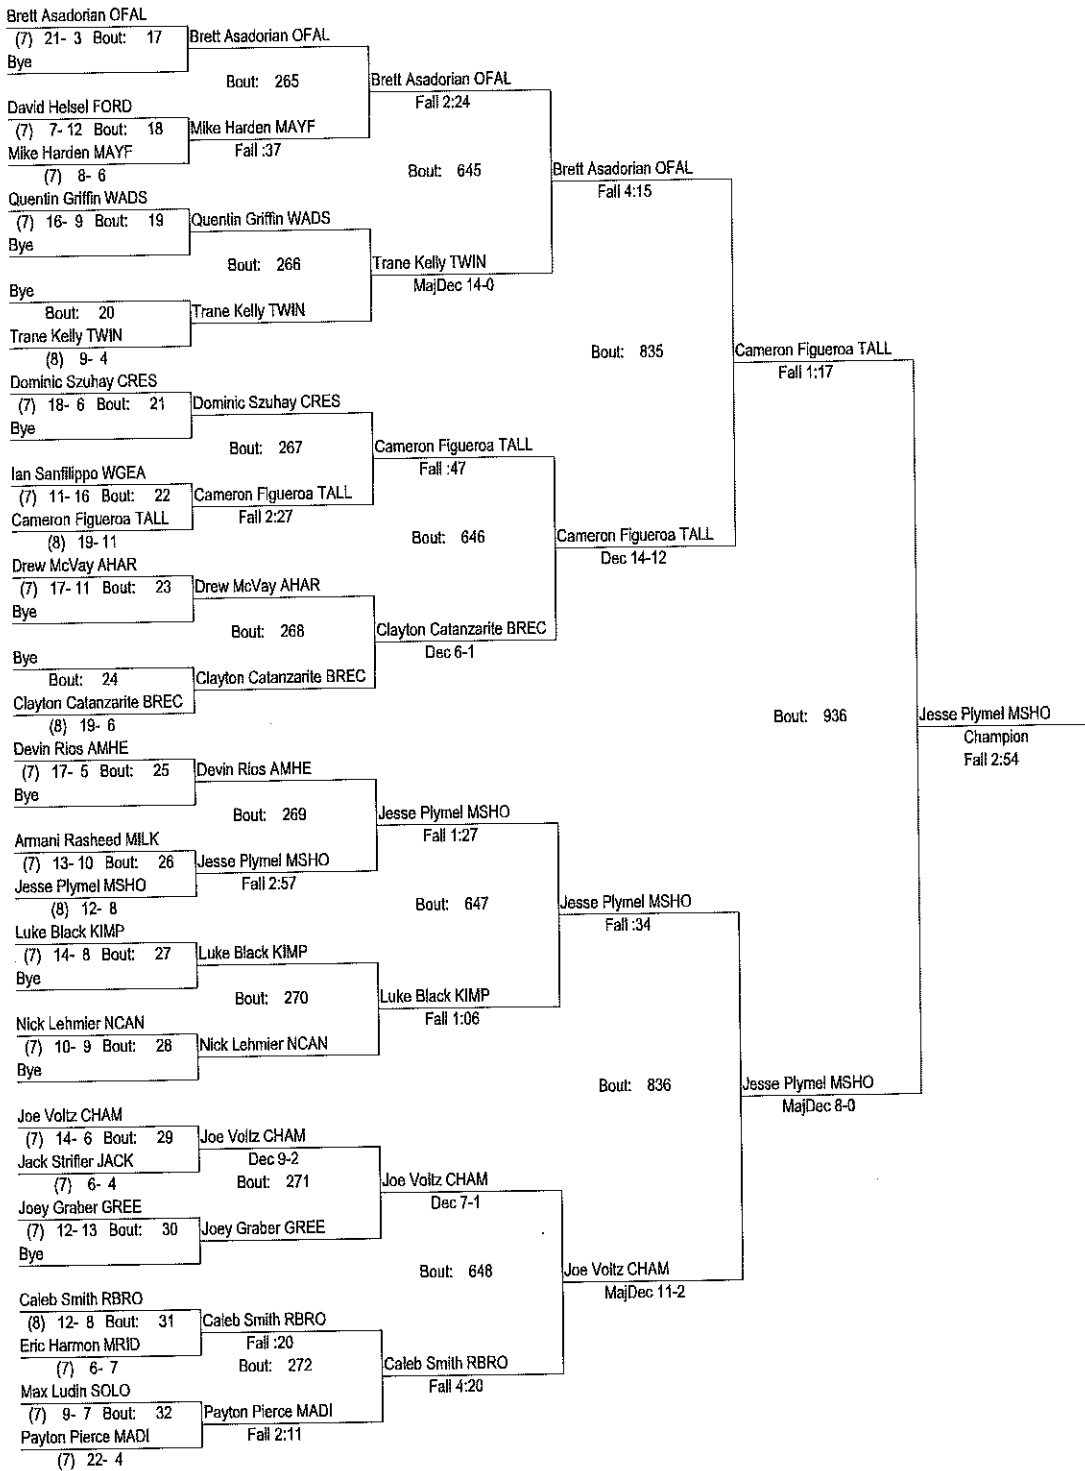 Brett Asadorian OFAL
(7) 21- 3 Bout: 17
Bye
Brett Asadorian OFAL
Bout: 265
David Helsel FORD
(7) 7- 12 Bout: 18
Mike Harden MAYF
(7) 8- 6
Mike Harden MAYF
Fall :37
Brett Asadorian OFAL
Fall 2:24
Bout: 645
Quentin Griffin WADS
(7) 16- 9 Bout: 19
Bye
Quentin Griffin WADS
Bout: 266
Bye
Bout: 20
Trane Kelly TWIN
(8) 9- 4
Trane Kelly TWIN
Trane Kelly TWIN
MajDec 14-0
Brett Asadorian OFAL
Fall 4:15
Bout: 835
Dominic Szuhay CRES
(7) 18- 6 Bout: 21
Bye
Dominic Szuhay CRES
Bout: 267
Ian Sanfilippo WGEA
(7) 11- 16 Bout: 22
Cameron Figueroa TALL
(8) 19- 11
Cameron Figueroa TALL
Fall 2:27
Cameron Figueroa TALL
Fall :47
Bout: 646
Drew McVay AHAR
(7) 17- 11 Bout: 23
Bye
Drew McVay AHAR
Bout: 268
Bye
Bout: 24
Clayton Catanzarite BREC
(8) 19- 6
Clayton Catanzarite BREC
Clayton Catanzarite BREC
Dec 6-1
Cameron Figueroa TALL
Dec 14-12
Cameron Figueroa TALL
Fall 1:17
Bout: 936
Devin Rios AMHE
(7) 17- 5 Bout: 25
Bye
Devin Rios AMHE
Bout: 269
Armani Rasheed MILK
(7) 13- 10 Bout: 26
Jesse Plymel MSHO
(8) 12- 8
Jesse Plymel MSHO
Fall 2:57
Jesse Plymel MSHO
Fall 1:27
Bout: 647
Luke Black KIMP
(7) 14- 8 Bout: 27
Bye
Luke Black KIMP
Bout: 270
Nick Lehmier NCAN
(7) 10- 9 Bout: 28
Bye
Nick Lehmier NCAN
Luke Black KIMP
Fall 1:06
Jesse Plymel MSHO
Fall :34
Bout: 836
Joe Voltz CHAM
(7) 14- 6 Bout: 29
Jack Strifler JACK
(7) 6- 4
Joe Voltz CHAM
Dec 9-2
Bout: 271
Joey Graber GREE
(7) 12- 13 Bout: 30
Bye
Joey Graber GREE
Joe Voltz CHAM
Dec 7-1
Bout: 648
Caleb Smith RBRO
(8) 12- 8 Bout: 31
Eric Harmon MRID
(7) 6- 7
Caleb Smith RBRO
Fall :20
Bout: 272
Max Ludin SOLO
(7) 9- 7 Bout: 32
Payton Pierce MADI
(7) 22- 4
Payton Pierce MADI
Fall 2:11
Caleb Smith RBRO
Fall 4:20
Joe Voltz CHAM
MajDec 11-2
Jesse Plymel MSHO
MajDec 8-0
Jesse Plymel MSHO
Champion
Fall 2:54